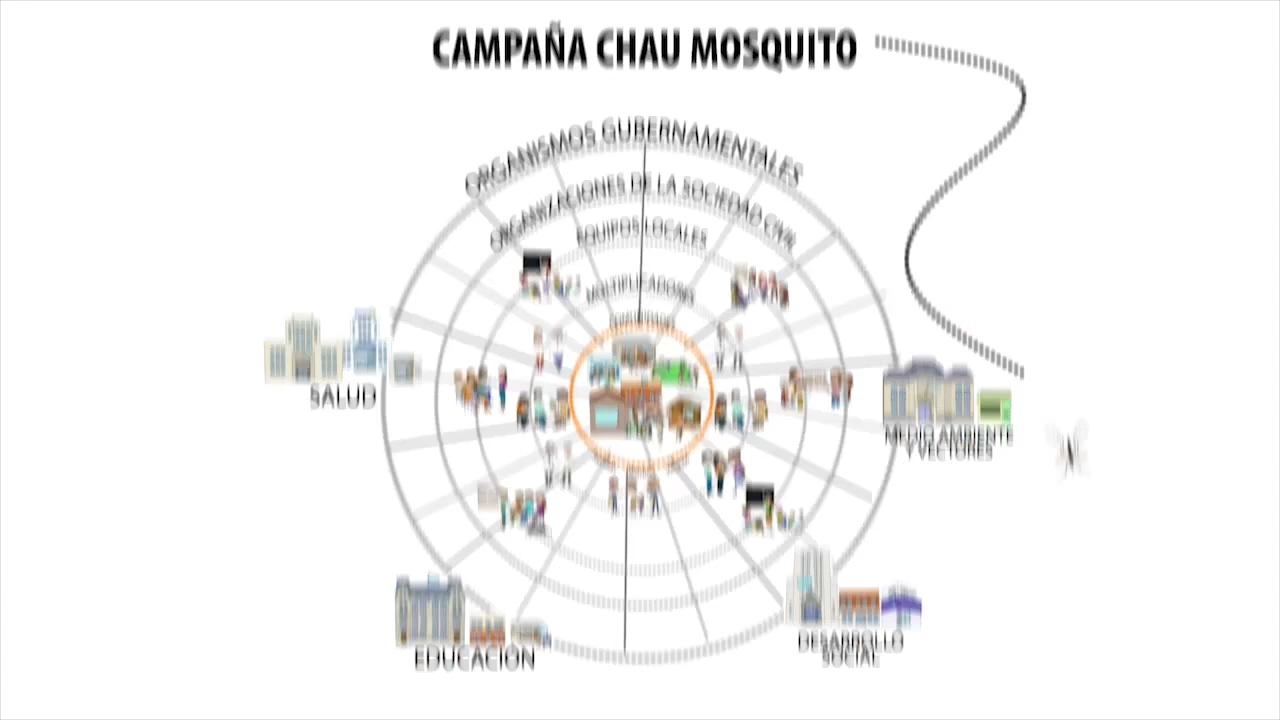 CAMPAÑA CHAU MOSQUITO
ORGANISMOS GUBERNAMENTALES
ORGANIZACIONES DE LA SOCIEDAD CIVIL
EQUIPOS LOCALES
MULTIPLICADORES
SALUD
MEDIO AMBIENTE
Y VECTORES
EDUCACIÓN
DESARROLLO
SOCIAL